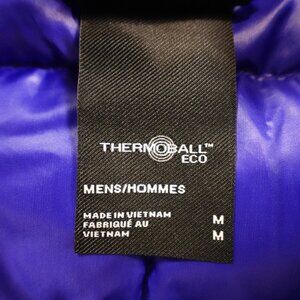 THERMOBALL™
ECO
MENS/HOMMES
MADE IN VIETNAM M
FABRIQUÉ AU
VIETNAM M